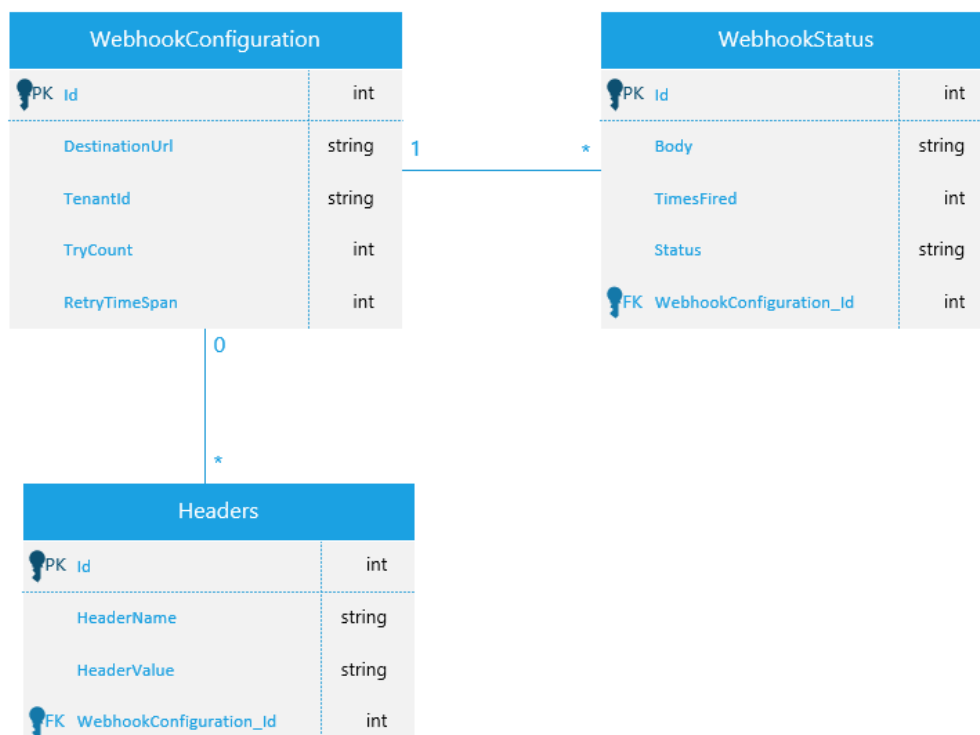 WebhookConfiguration
PK Id int
DestinationUrl string
TenantId string
TryCount int
RetryTimeSpan int
1 *
WebhookStatus
PK Id int
Body string
TimesFired int
Status string
FK WebhookConfiguration_Id int
0
*
Headers
PK Id int
HeaderName string
HeaderValue string
FK WebhookConfiguration_Id int